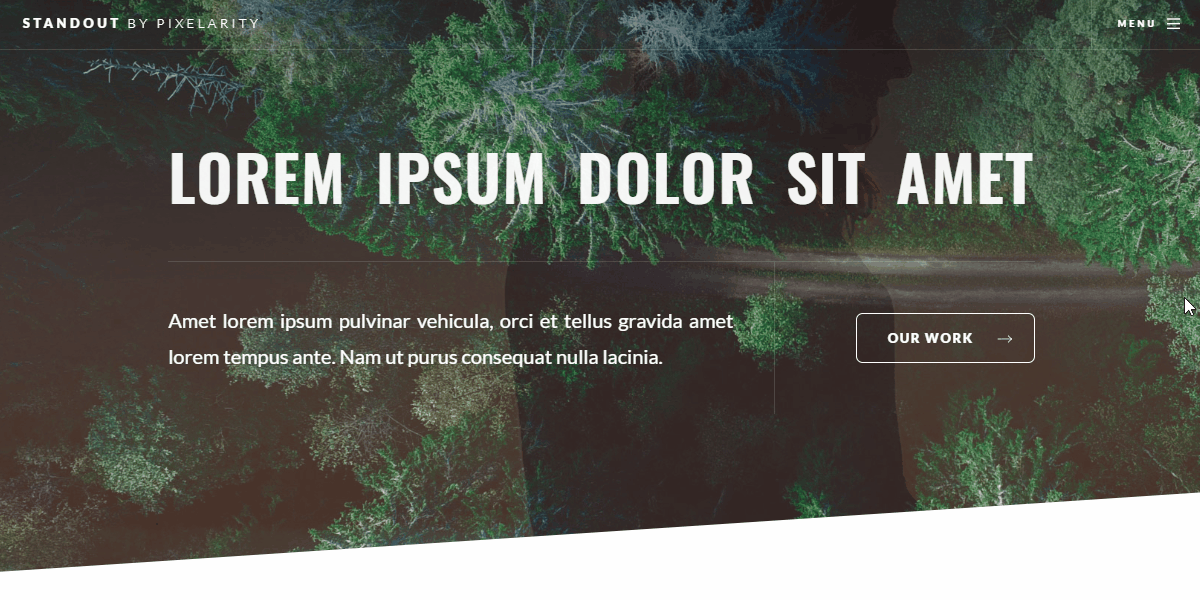 STANDOUT BY PIXELARITY
MENU
LOREM IPSUM DOLOR SIT AMET
Amet lorem ipsum pulvinar vehicula, orci et tellus gravida amet
lorem tempus ante. Nam ut purus consequat nulla lacinia.
OUR WORK